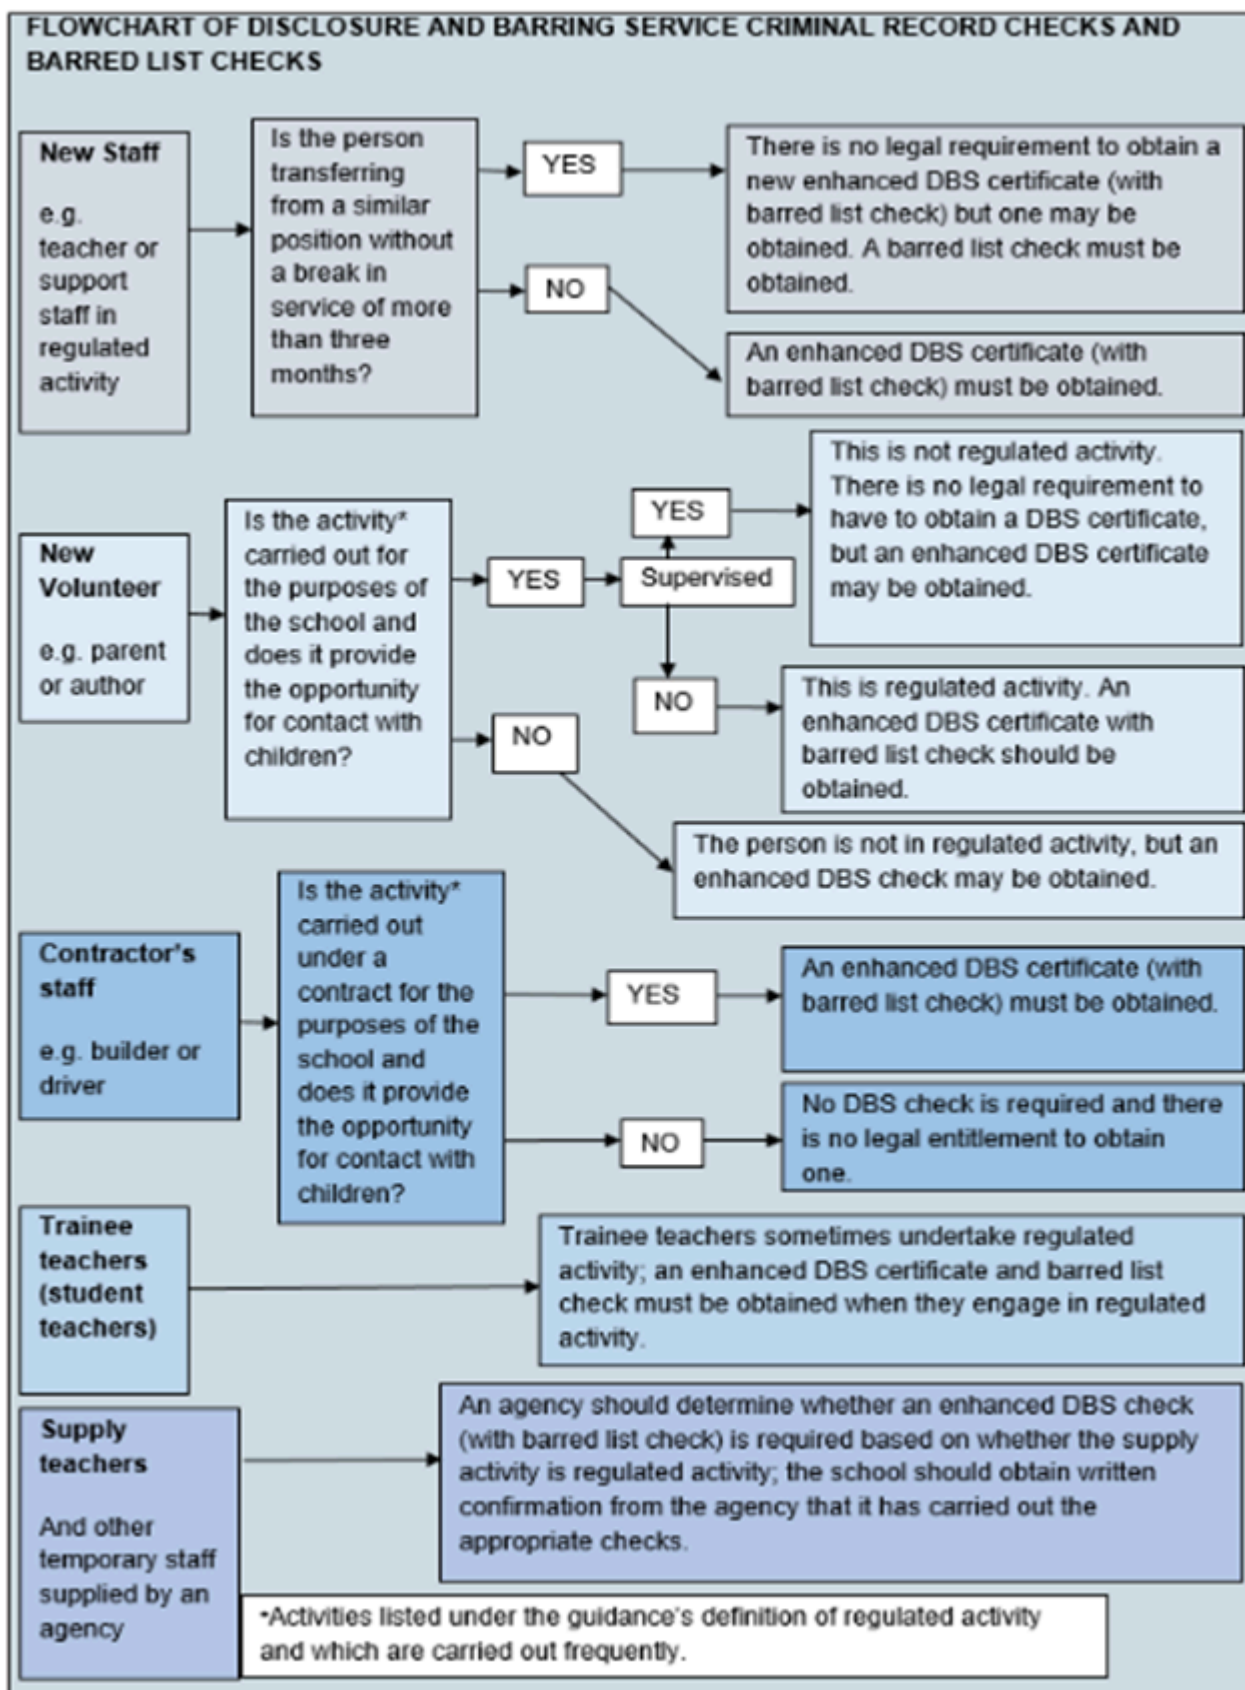 FLOWCHART OF DISCLOSURE AND BARRING SERVICE CRIMINAL RECORD CHECKS AND
BARRED LIST CHECKS
New Staff
e.g.
teacher or
support
staff in
regulated
activity
Is the person
transferring
from a similar
position without
a break in
service of more
than three
months?
YES
There is no legal requirement to obtain a
new enhanced DBS certificate (with
barred list check) but one may be
obtained. A barred list check must be
obtained.
NO
An enhanced DBS certificate (with
barred list check) must be obtained.
New
Volunteer
e.g. parent
or author
Is the activity*
carried out for
the purposes of
the school and
does it provide
the opportunity
for contact with
children?
YES
Supervised
YES
This is not regulated activity.
There is no legal requirement to
have to obtain a DBS certificate,
but an enhanced DBS certificate
may be obtained.
NO
This is regulated activity. An
enhanced DBS certificate with
barred list check should be
obtained.
NO
The person is not in regulated activity, but an
enhanced DBS check may be obtained.
Contractor's
staff
e.g. builder or
driver
Is the activity*
carried out
under a
contract for the
purposes of the
school and
does it provide
the opportunity
for contact with
children?
YES
An enhanced DBS certificate (with
barred list check) must be obtained.
NO
No DBS check is required and there
is no legal entitlement to obtain
one.
Trainee
teachers
(student
teachers)
Trainee teachers sometimes undertake regulated
activity; an enhanced DBS certificate and barred list
check must be obtained when they engage in regulated
activity.
Supply
teachers
And other
temporary staff
supplied by an
agency
An agency should determine whether an enhanced DBS check
(with barred list check) is required based on whether the supply
activity is regulated activity; the school should obtain written
confirmation from the agency that it has carried out the
appropriate checks.
*Activities listed under the guidance's definition of regulated activity
and which are carried out frequently.